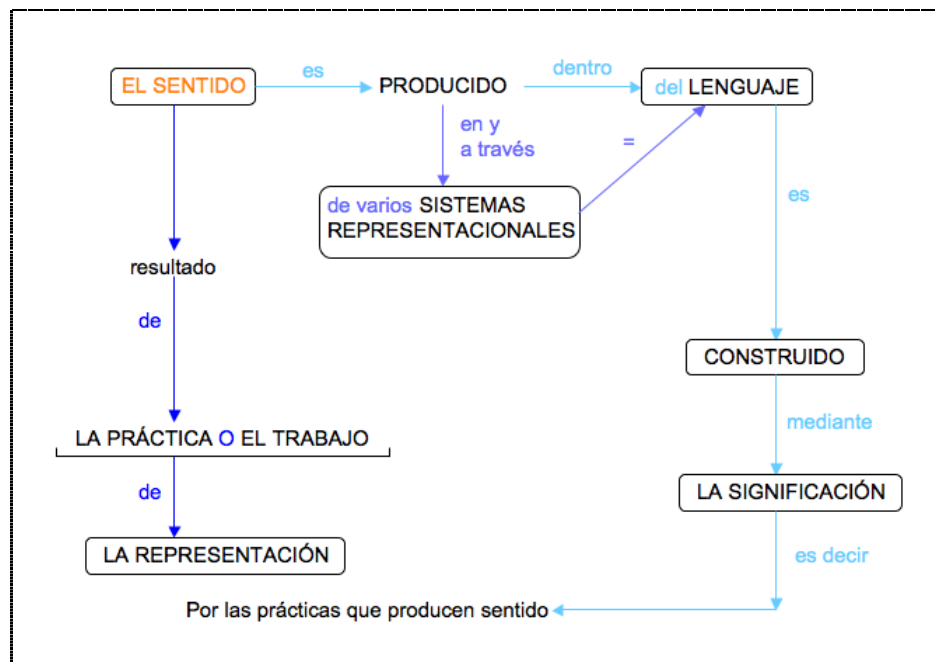 EL SENTIDO es PRODUCIDO dentro del LENGUAJE
en y
a través
=
de varios SISTEMAS
REPRESENTACIONALES
es
resultado
de
CONSTRUIDO
mediante
LA PRÁCTICA O EL TRABAJO
de
LA SIGNIFICACIÓN
LA REPRESENTACIÓN
es decir
Por las prácticas que producen sentido